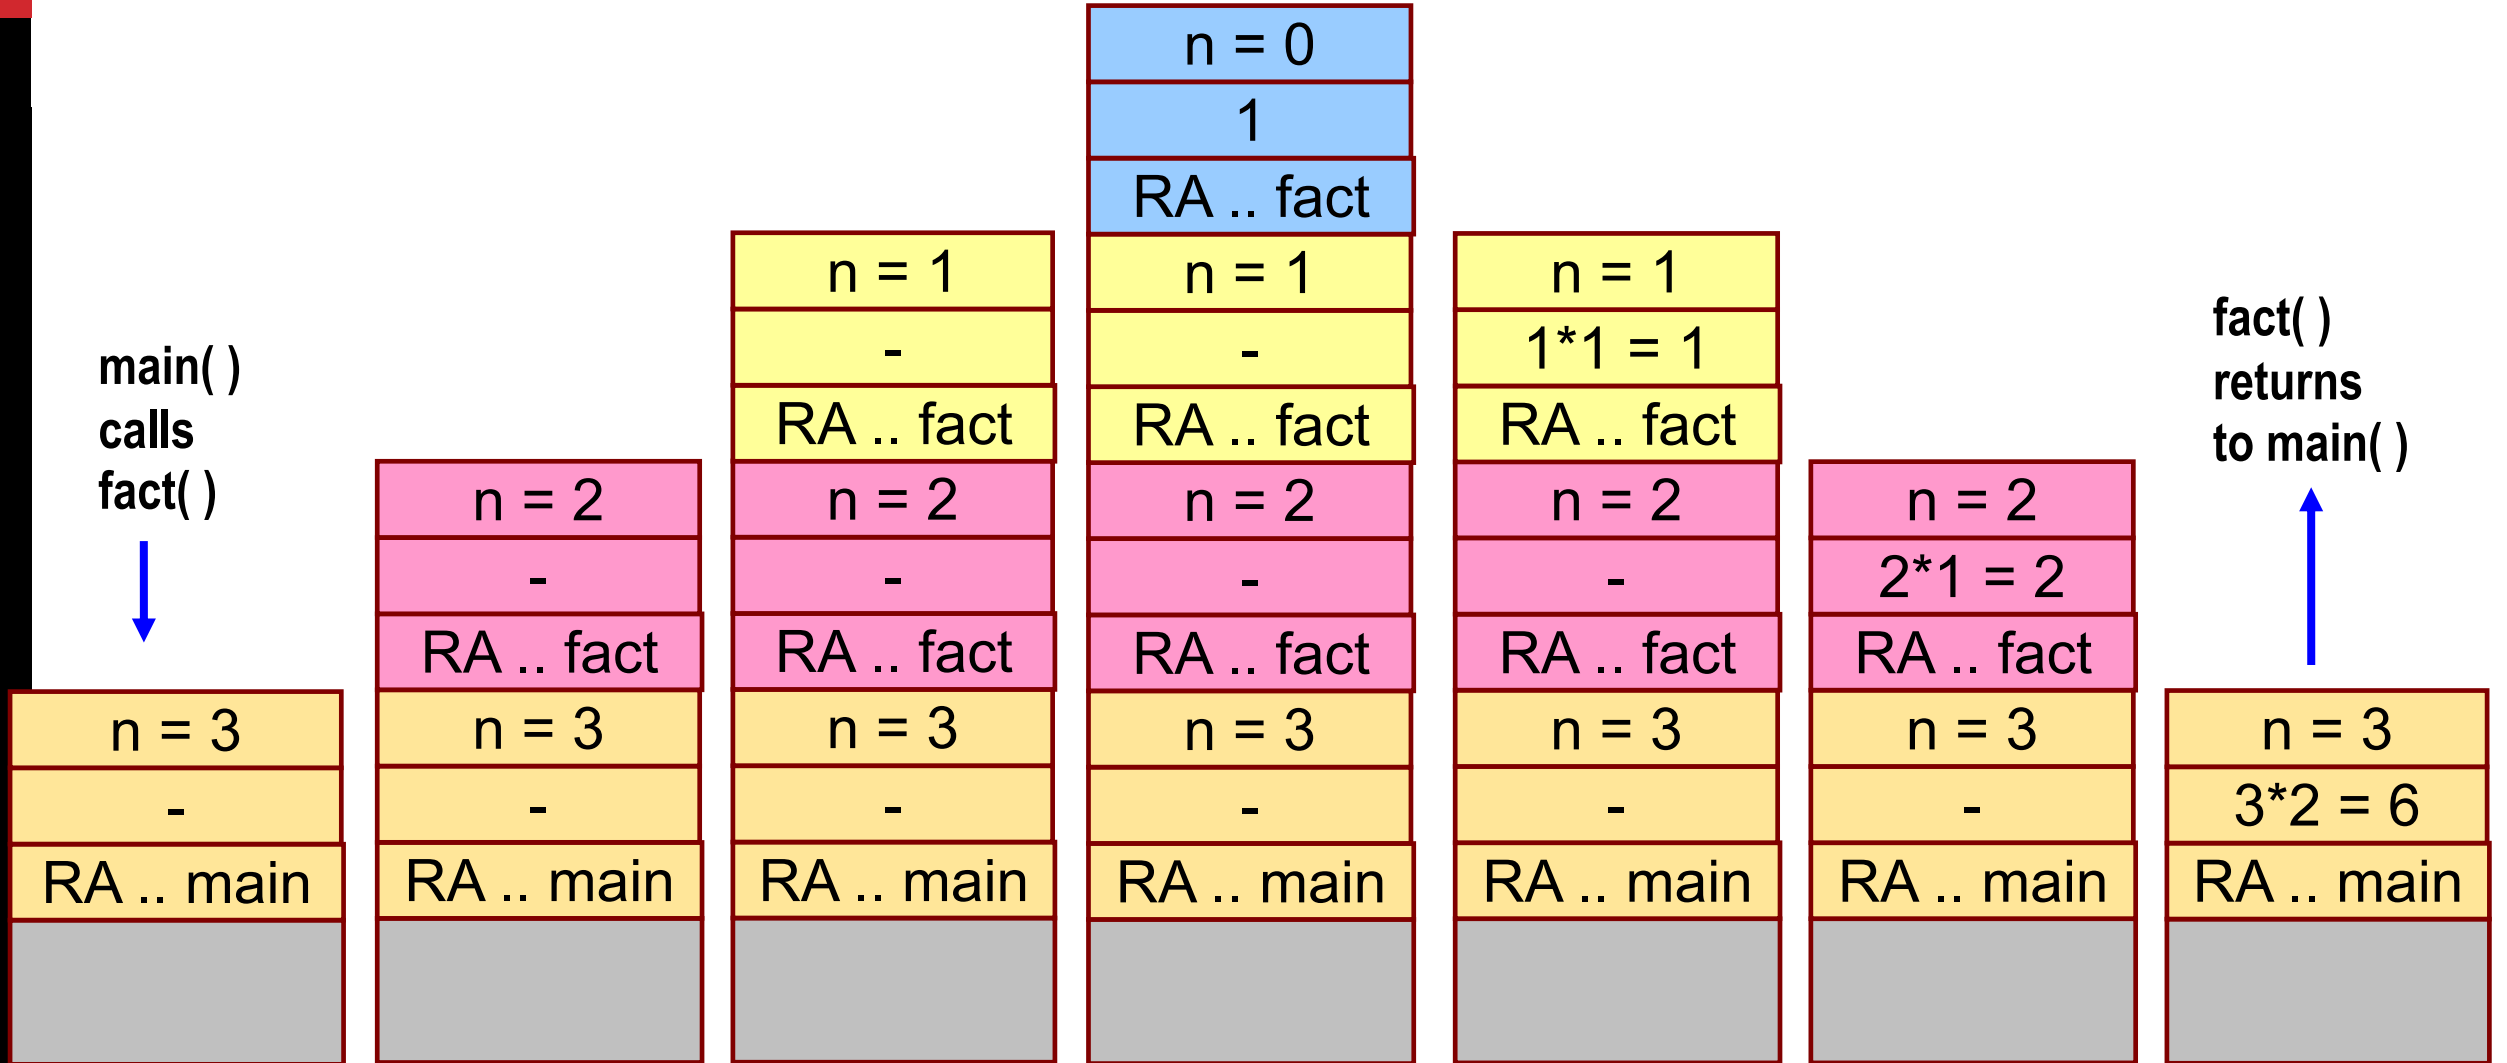 main( )
calls
fact( )
n = 3
-
RA .. main
n = 2
-
RA .. fact
n = 3
-
RA .. main
n = 1
-
RA .. fact
n = 2
-
RA .. fact
n = 3
-
RA .. main
n = 0
1
RA .. fact
n = 1
-
RA .. fact
n = 2
-
RA .. fact
n = 3
-
RA .. main
n = 1
1*1 = 1
RA .. fact
n = 2
-
RA .. fact
n = 3
-
RA .. main
n = 2
2*1 = 2
RA .. fact
n = 3
-
RA .. main
fact( )
returns
to main( )
n = 3
3*2 = 6
RA .. main